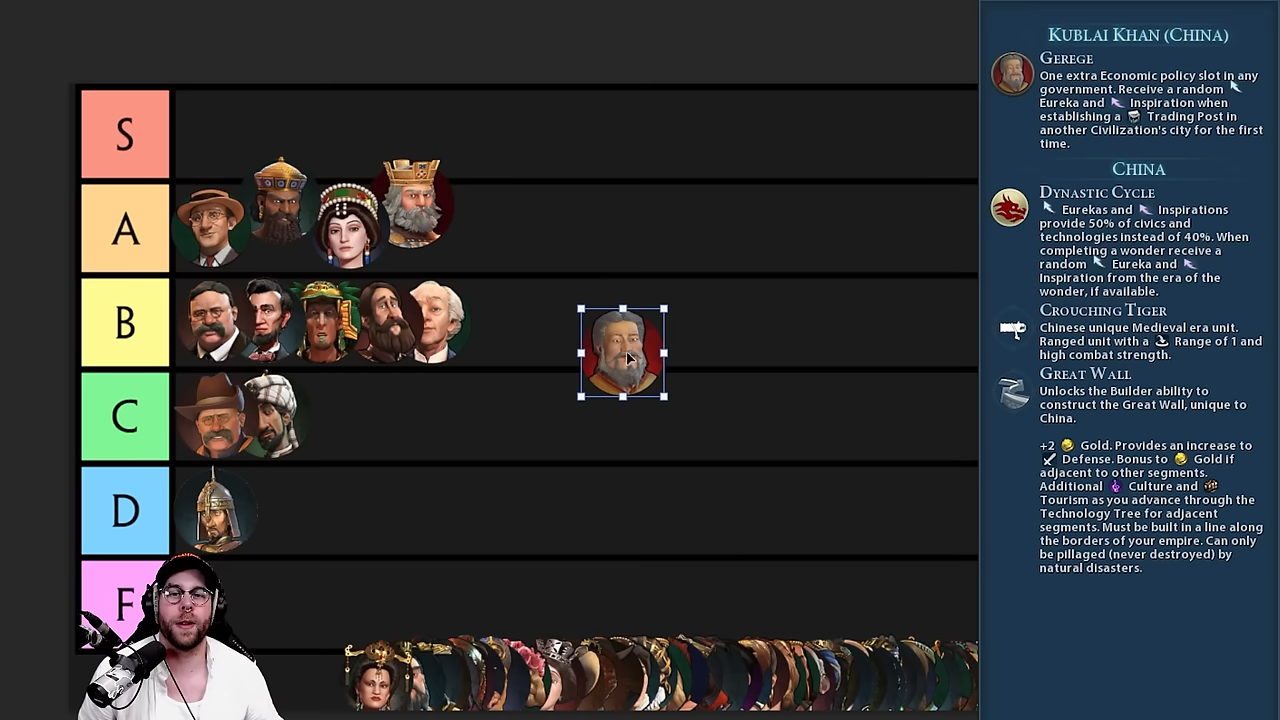 S
A
B
C
D
F
KUBLAI KHAN (CHINA)
GEREGE
One extra Economic policy slot in any
government. Receive a random
Eureka and Inspiration when
establishing a Trading Post in
another Civilization's city for the first
time.
CHINA
DYNASTIC CYCLE
Eurekas and Inspirations
provide 50% of civics and
technologies instead of 40%. When
completing a wonder receive a
random Eureka and
Inspiration from the era of the
wonder, if available.
CROUCHING TIGER
Chinese unique Medieval era unit.
Ranged unit with a Range of 1 and
high combat strength.
GREAT WALL
Unlocks the Builder ability to
construct the Great Wall, unique to
China.
+2 Gold. Provides an increase to
Defense. Bonus to Gold if
adjacent to other segments.
Additional Culture and
Tourism as you advance through the
Technology Tree for adjacent
segments. Must be built in a line along
the borders of your empire. Can only
be pillaged (never destroyed) by
natural disasters.